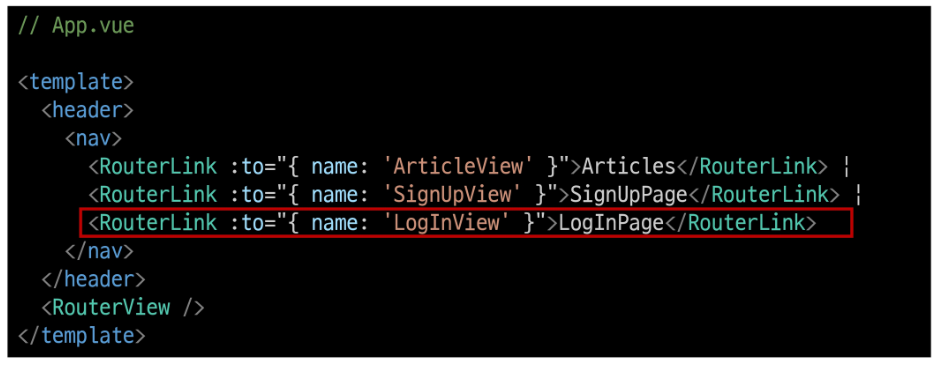 // App.vue
<template>
<header>
<nav>
<RouterLink :to="{ name: 'ArticleView' }">Articles</RouterLink> ¦
<RouterLink :to="{ name: 'SignUpView' }">SignUpPage</RouterLink> ¦
<RouterLink :to="{ name: 'LogInView' }">LogInPage</RouterLink>
</nav>
</header>
<RouterView />
</template>